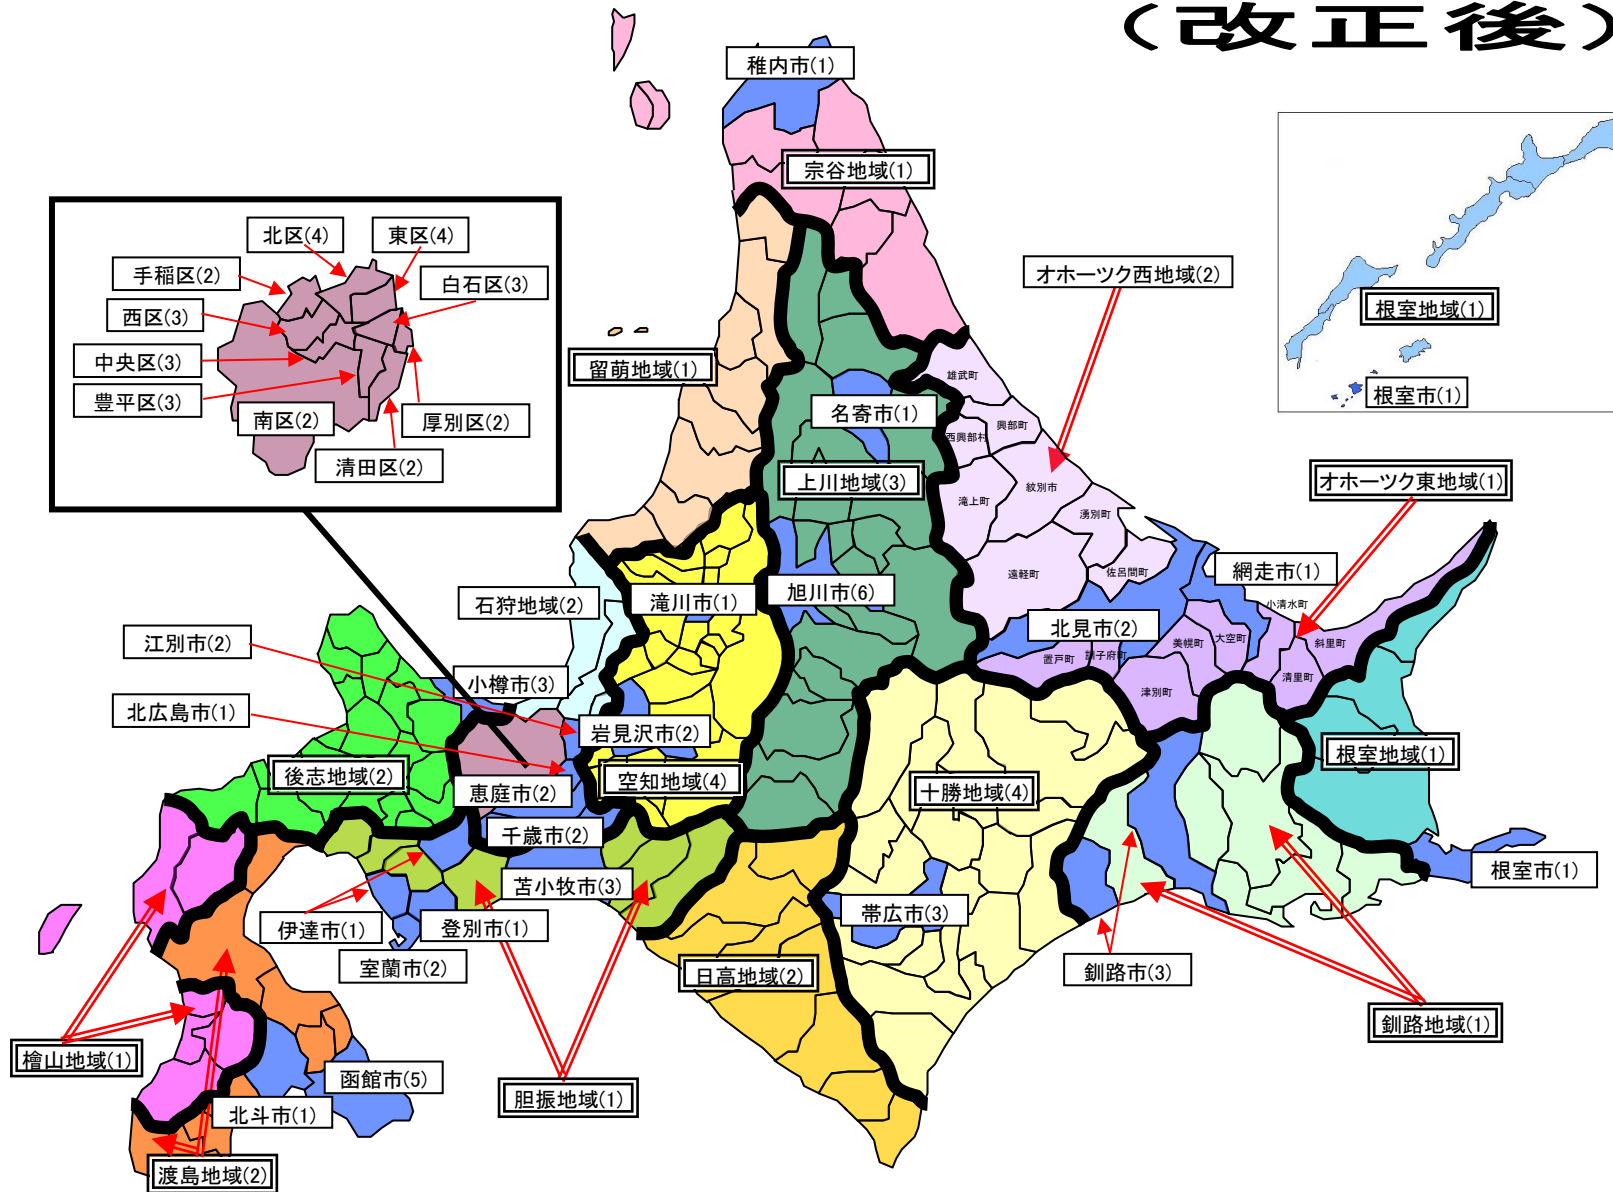 （改正後）
稚内市(1)
宗谷地域(1)
北区(4)
東区(4)
手稲区(2)
白石区(3)
西区(3)
中央区(3)
豊平区(3)
南区(2)
厚別区(2)
清田区(2)
オホーツク西地域(2)
根室地域(1)
根室市(1)
留萌地域(1)
雄武町
名寄市(1)
興部町
西興部村
上川地域(3)
滝上町
紋別市
湧別町
オホーツク東地域(1)
遠軽町
佐呂間町
網走市(1)
石狩地域(2)
滝川市(1)
旭川市(6)
小清水町
北見市(2)
江別市(2)
美幌町
大空町
斜里町
置戸町
訓子府町
清里町
津別町
小樽市(3)
北広島市(1)
岩見沢市(2)
根室地域(1)
後志地域(2)
恵庭市(2)
空知地域(4)
十勝地域(4)
千歳市(2)
根室市(1)
苫小牧市(3)
伊達市(1)
登別市(1)
帯広市(3)
室蘭市(2)
日高地域(2)
釧路市(3)
釧路地域(1)
檜山地域(1)
函館市(5)
胆振地域(1)
北斗市(1)
渡島地域(2)